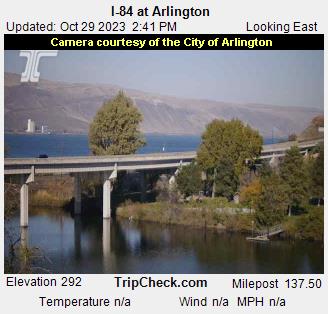 I-84 at Arlington
Updated: Oct 29 2023 2:41 PM Looking East
Camera courtesy of the City of Arlington
Elevation 292 TripCheck.com Milepost 137.50
Temperature n/a Wind n/a MPH n/a